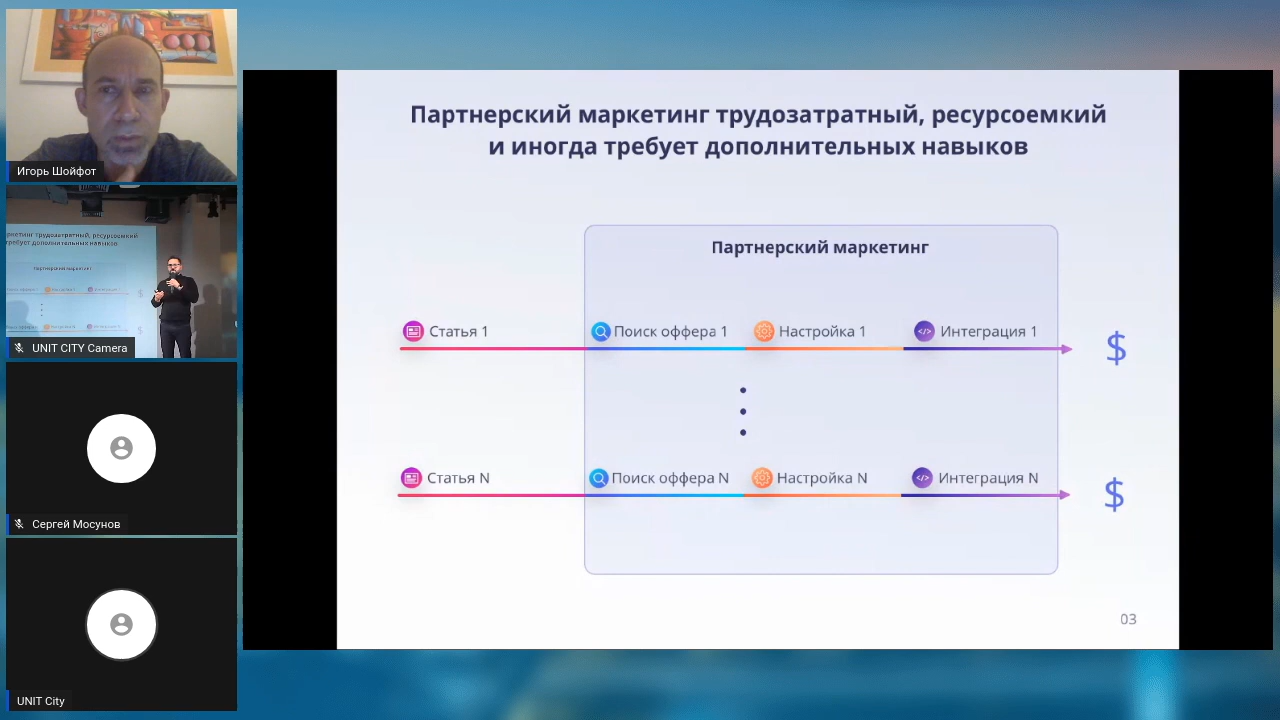 Игорь Шойфот
UNIT CITY Camera
Сергей Мосунов
UNIT City
Партнерский маркетинг трудозатратный, ресурсоемкий
и иногда требует дополнительных навыков
Партнерский маркетинг
Статья 1
Поиск оффера 1
Настройка 1
Интеграция 1
$
Статья N
Поиск оффера N
Настройка N
Интеграция N
$
03